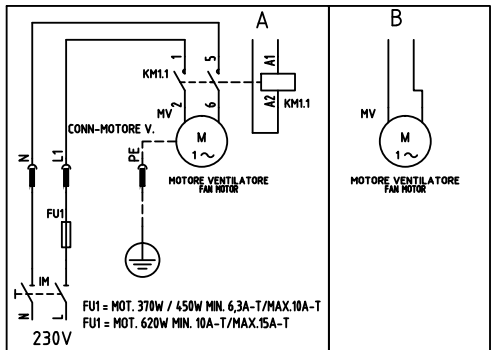 A
B
1
5
A1
KM1.1
A2
KM1.1
2
6
MV
MV
CONN-MOTORE V.
M
1 ~
M
1 ~
N
L1
PE
MOTORE VENTILATORE
FAN MOTOR
MOTORE VENTILATORE
FAN MOTOR
FU1
IM
N
L
FU1 = MOT. 370W / 450W MIN. 6,3A-T/MAX.10A-T
FU1 = MOT. 620W MIN. 10A-T/MAX.15A-T
230V